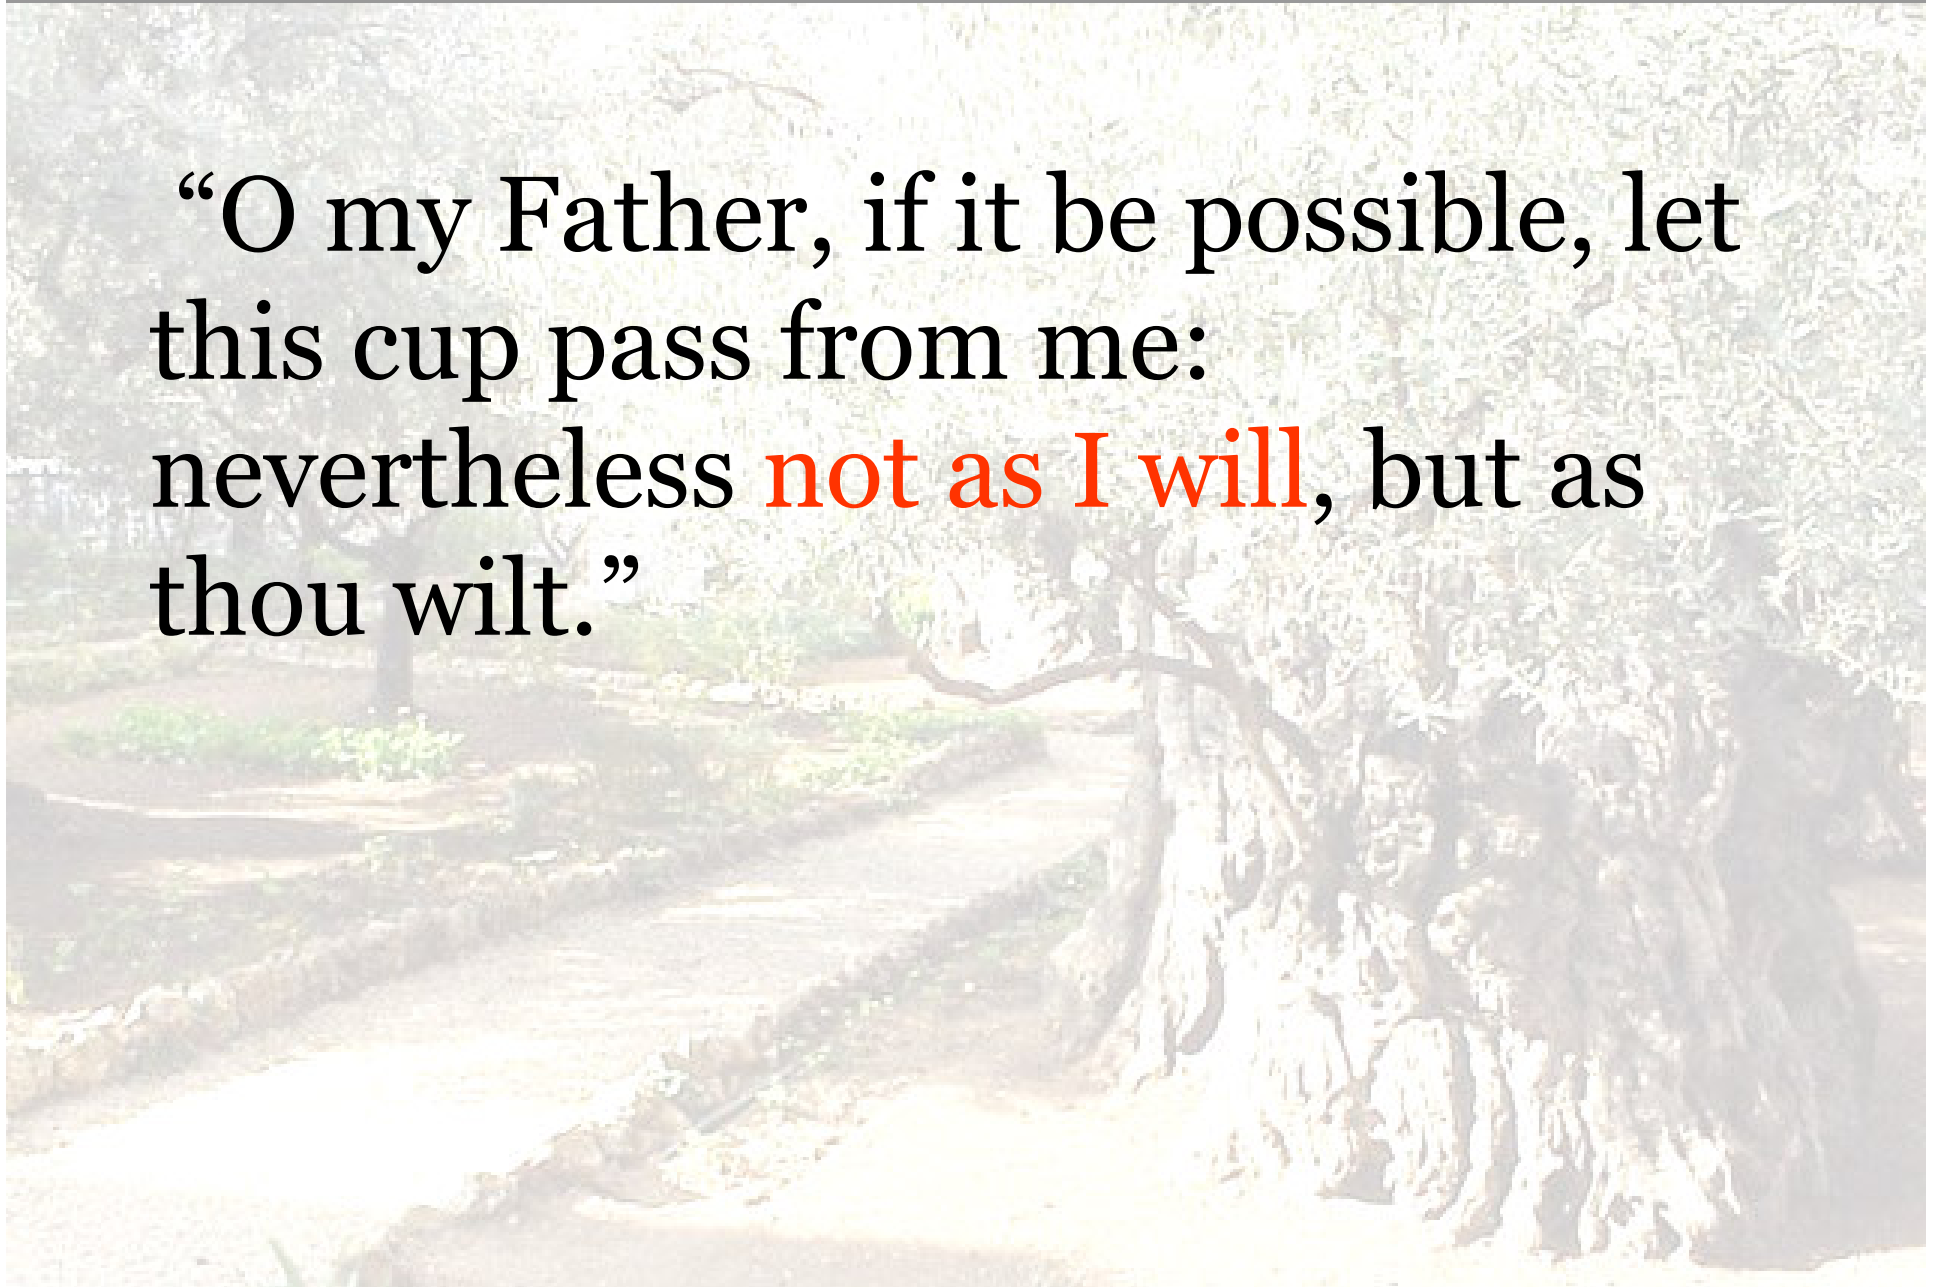 “O my Father, if it be possible, let
this cup pass from me:
nevertheless not as I will, but as
thou wilt.”